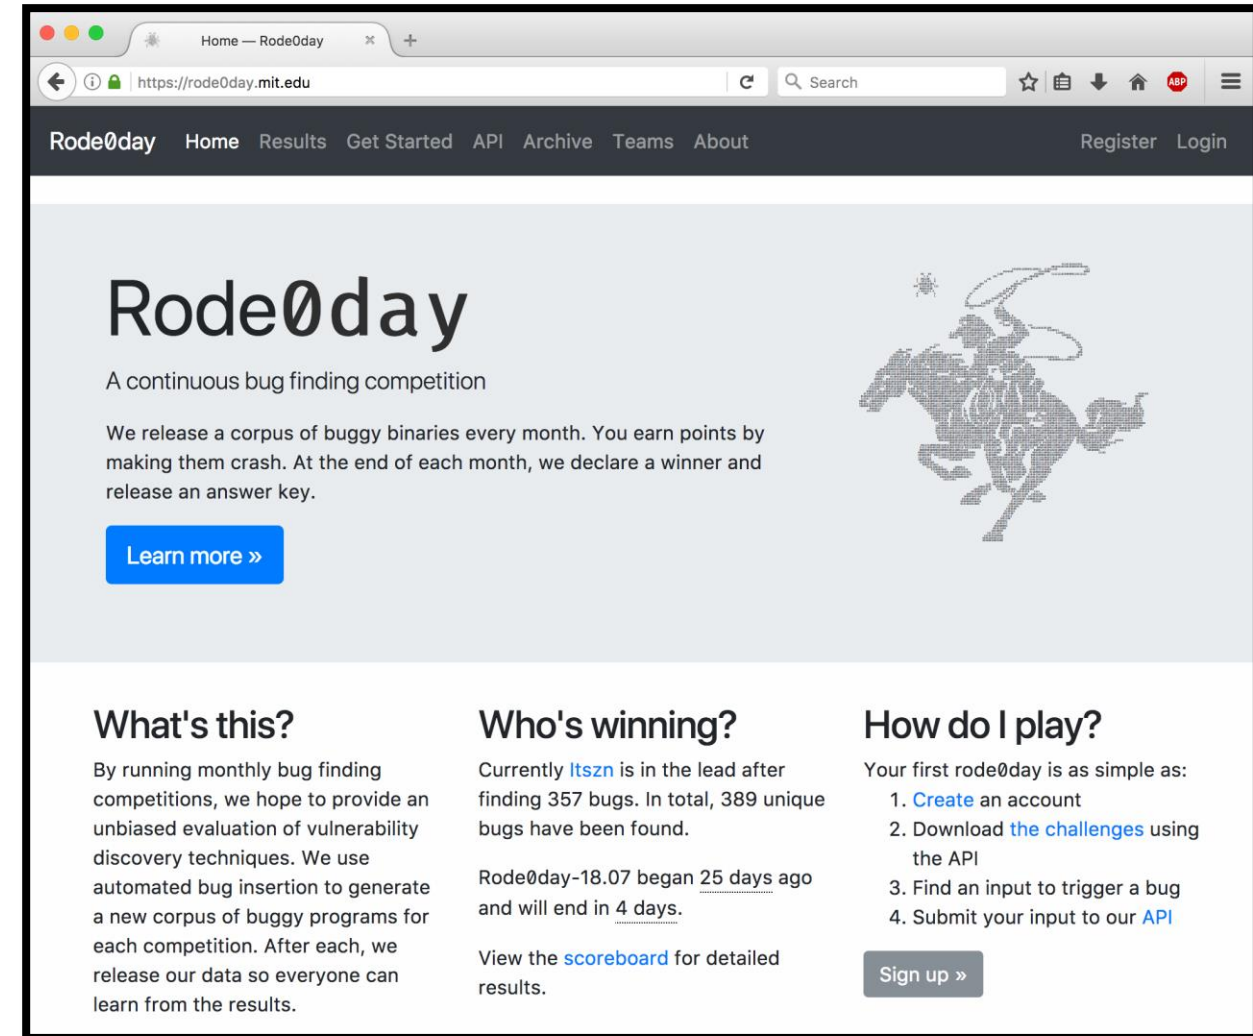 Home — Rode0day
https://rode0day.mit.edu
Search
ABP
Rode0day Home Results Get Started API Archive Teams About Register Login
Rode0day
A continuous bug finding competition
We release a corpus of buggy binaries every month. You earn points by
making them crash. At the end of each month, we declare a winner and
release an answer key.
Learn more »
What's this?
By running monthly bug finding
competitions, we hope to provide an
unbiased evaluation of vulnerability
discovery techniques. We use
automated bug insertion to generate
a new corpus of buggy programs for
each competition. After each, we
release our data so everyone can
learn from the results.
Who's winning?
Currently Itszn is in the lead after
finding 357 bugs. In total, 389 unique
bugs have been found.
Rode0day-18.07 began 25 days ago
and will end in 4 days.
View the scoreboard for detailed
results.
How do I play?
Your first rode0day is as simple as:
1. Create an account
2. Download the challenges using
the API
3. Find an input to trigger a bug
4. Submit your input to our API
Sign up »